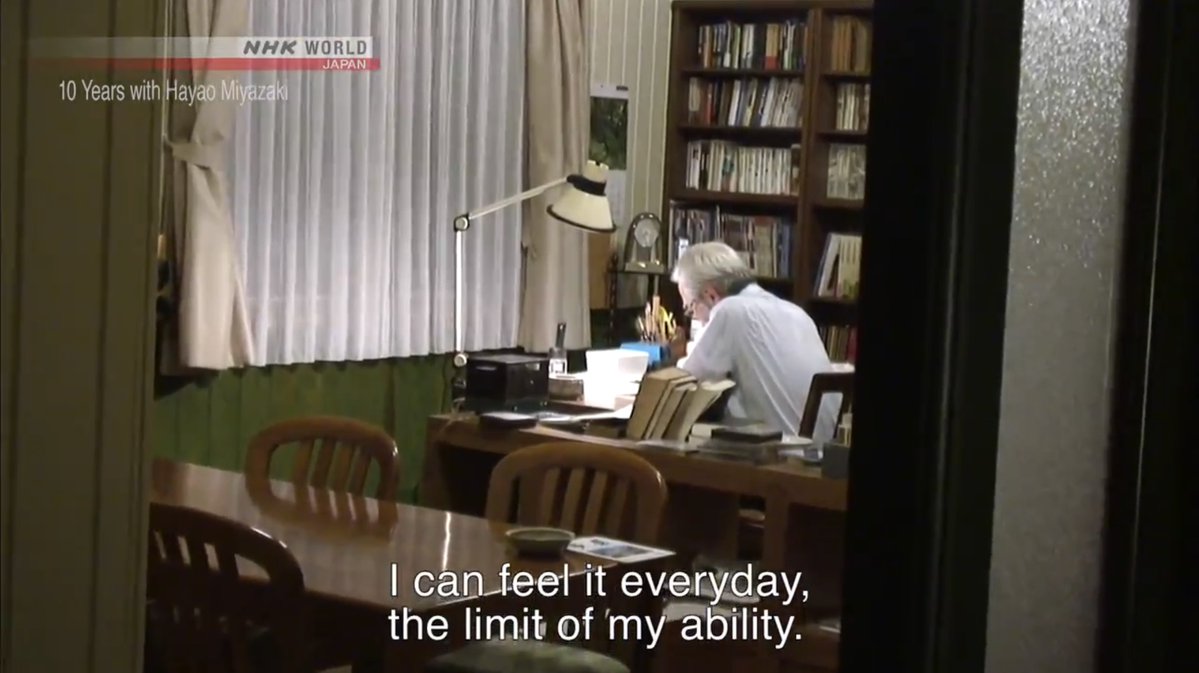 NHK WORLD
JAPAN
10 Years with Hayao Miyazaki
I can feel it everyday,
the limit of my ability.